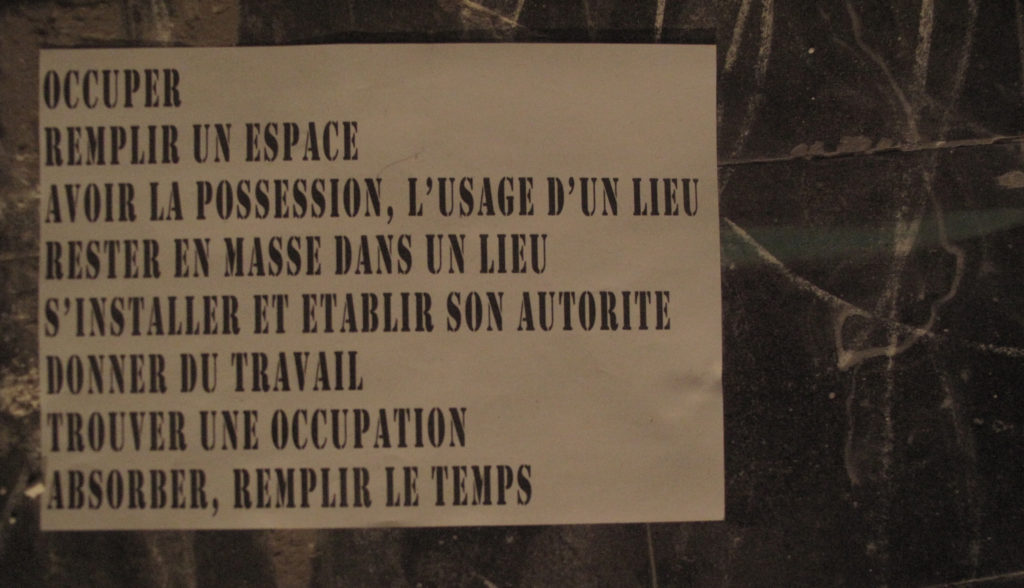 OCCUPER
REMPLIR UN ESPACE
AVOIR LA POSSESSION, L'USAGE D'UN LIEU
RESTER EN MASSE DANS UN LIEU
S'INSTALLER ET ETABLIR SON AUTORITE
DONNER DU TRAVAIL
TROUVER UNE OCCUPATION
ABSORBER, REMPLIR LE TEMPS